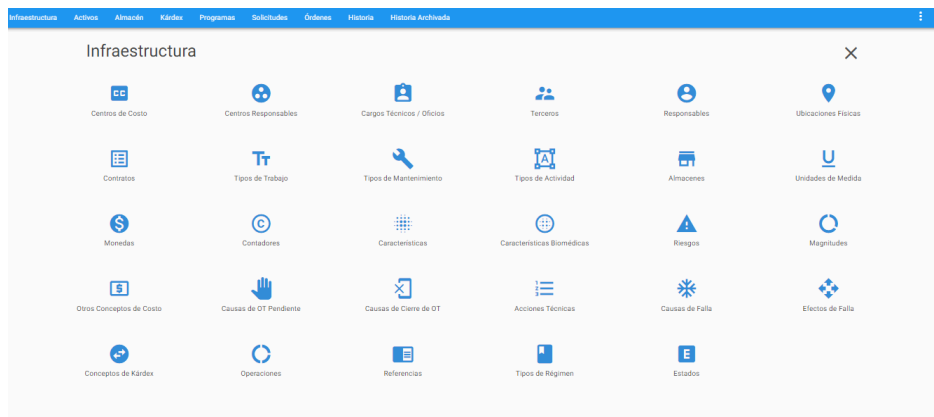 Infraestructura Activos Almacén Kárdex Programas Solicitudes Órdenes Historia Historia Archivada
Infraestructura
Centros de Costo Centros Responsables Cargos Técnicos / Oficios Terceros Responsables Ubicaciones Físicas
Contratos Tipos de Trabajo Tipos de Mantenimiento Tipos de Actividad Almacenes Unidades de Medida
Monedas Contadores Características Características Biomédicas Riesgos Magnitudes
Otros Conceptos de Costo Causas de OT Pendiente Causas de Cierre de OT Acciones Técnicas Causas de Falla Efectos de Falla
Conceptos de Kárdex Operaciones Referencias Tipos de Régimen Estados